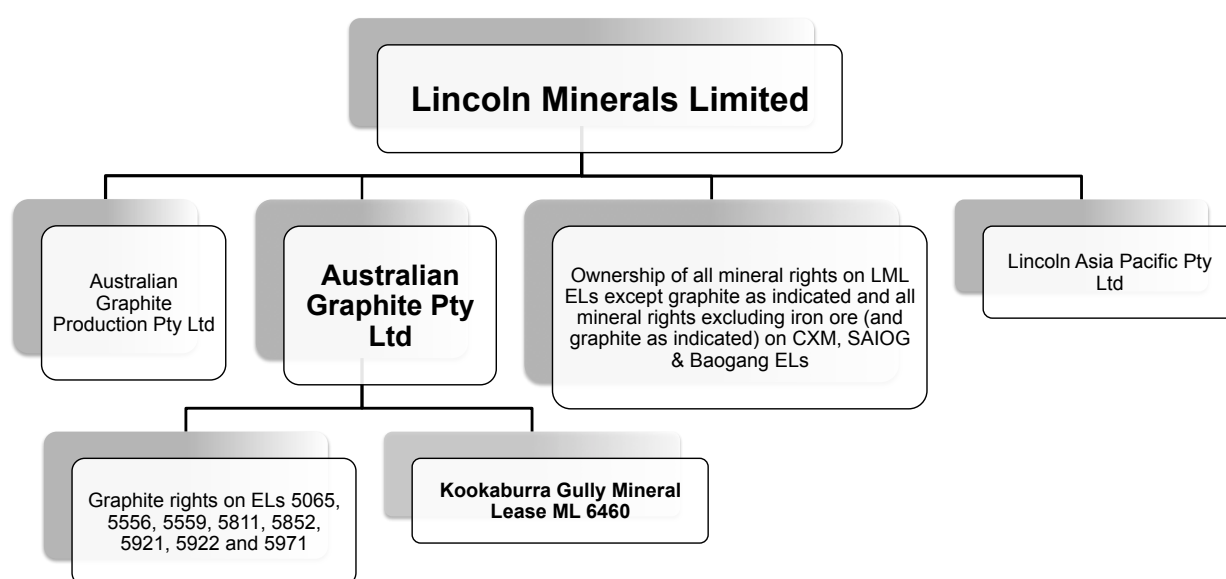 Lincoln Minerals Limited
Australian
Graphite
Production Pty Ltd
Australian
Graphite Pty
Ltd
Ownership of all mineral rights on LML
ELs except graphite as indicated and all
mineral rights excluding iron ore (and
graphite as indicated) on CXM, SAIOG
& Baogang ELs
Lincoln Asia Pacific Pty
Ltd
Graphite rights on ELs 5065,
5556, 5559, 5811, 5852,
5921, 5922 and 5971
Kookaburra Gully Mineral
Lease ML 6460